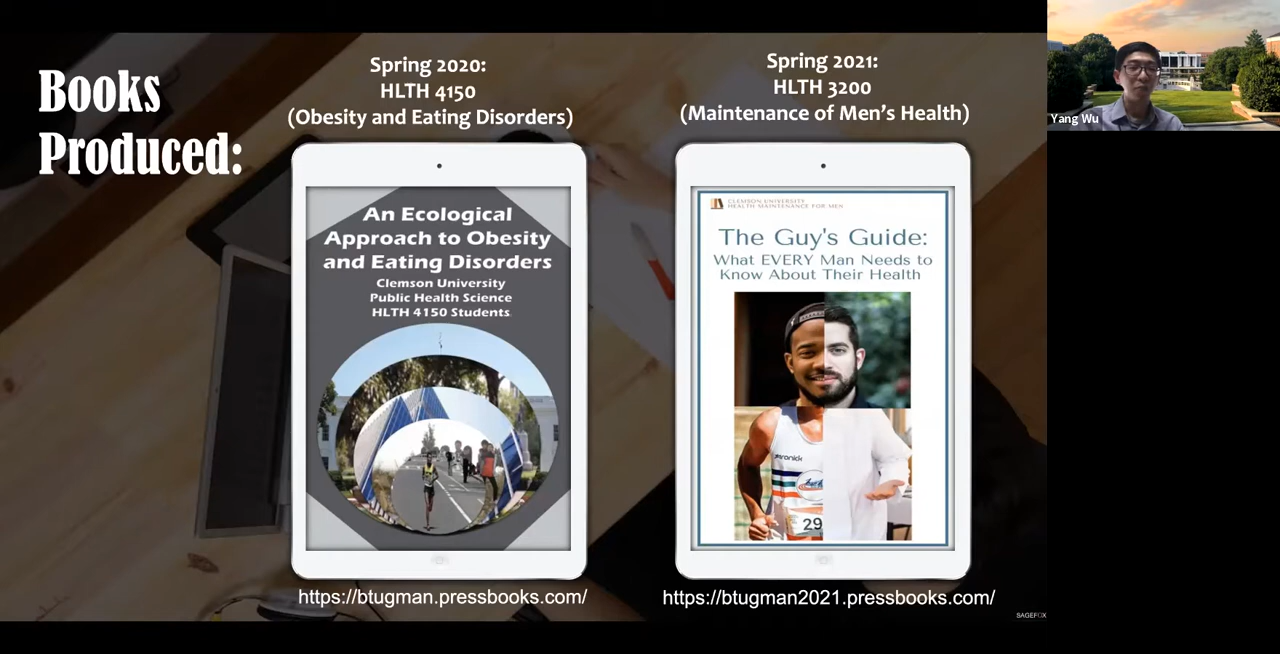 Books
Produced:
Spring 2020:
HLTH 4150
(Obesity and Eating Disorders)
An Ecological
Approach to Obesity
and Eating Disorders
Clemson University
Public Health Science
HLTH 4150 Students
https://btugman.pressbooks.com/
Spring 2021:
HLTH 3200
(Maintenance of Men's Health)
CLEMSON UNIVERSITY
HEALTH MAINTENANCE FOR MEN
The Guy's Guide:
What EVERY Man Needs to
Know About Their Health
29
https://btugman2021.pressbooks.com/
SAGEFOX
Yang Wu